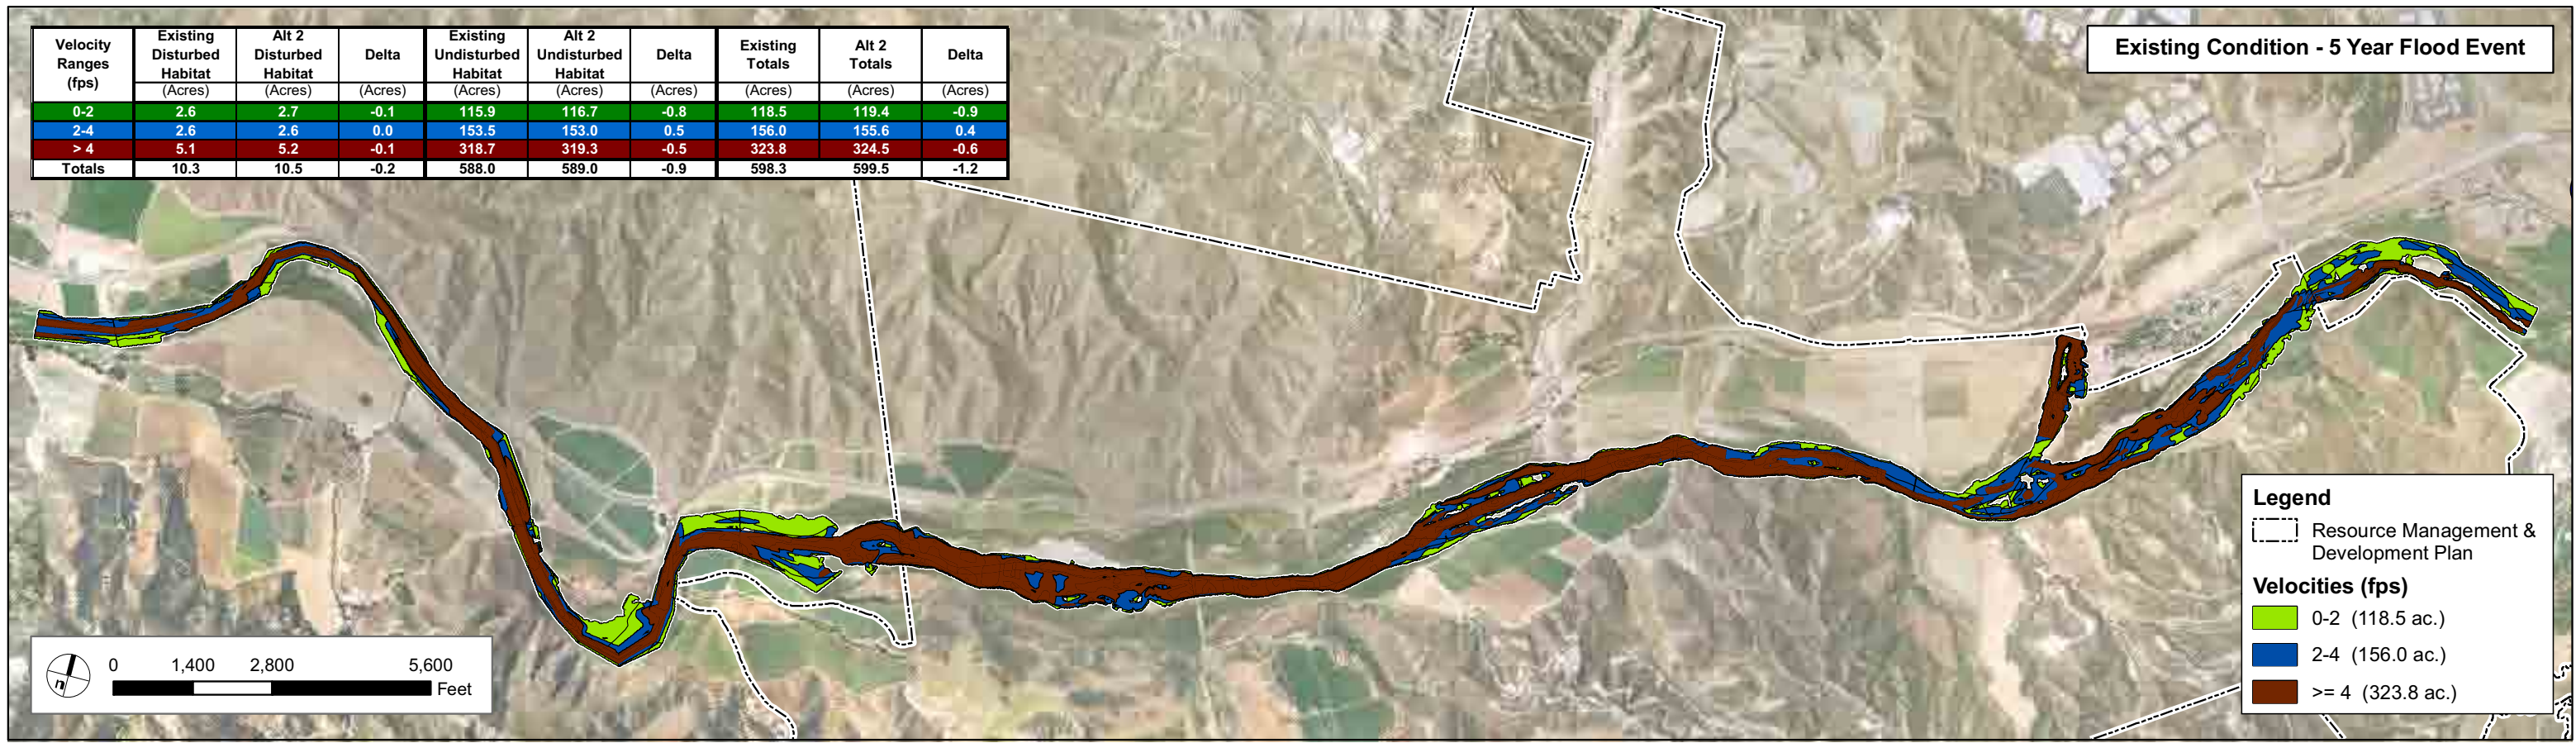 Existing Condition - 5 Year Flood Event
Velocity Ranges (fps) | Existing Disturbed Habitat (Acres) | Alt 2 Disturbed Habitat (Acres) | Delta (Acres) | Existing Undisturbed Habitat (Acres) | Alt 2 Undisturbed Habitat (Acres) | Delta (Acres) | Existing Totals (Acres) | Alt 2 Totals (Acres) | Delta (Acres)
0-2 | 2.6 | 2.7 | -0.1 | 115.9 | 116.7 | -0.8 | 118.5 | 119.4 | -0.9
2-4 | 2.6 | 2.6 | 0.0 | 153.5 | 153.0 | 0.5 | 156.0 | 155.6 | 0.4
> 4 | 5.1 | 5.2 | -0.1 | 318.7 | 319.3 | -0.5 | 323.8 | 324.5 | -0.6
Totals | 10.3 | 10.5 | -0.2 | 588.0 | 589.0 | -0.9 | 598.3 | 599.5 | -1.2
Legend
Resource Management &
Development Plan
Velocities (fps)
0-2 (118.5 ac.)
2-4 (156.0 ac.)
>= 4 (323.8 ac.)
n
0 1,400 2,800 5,600
Feet